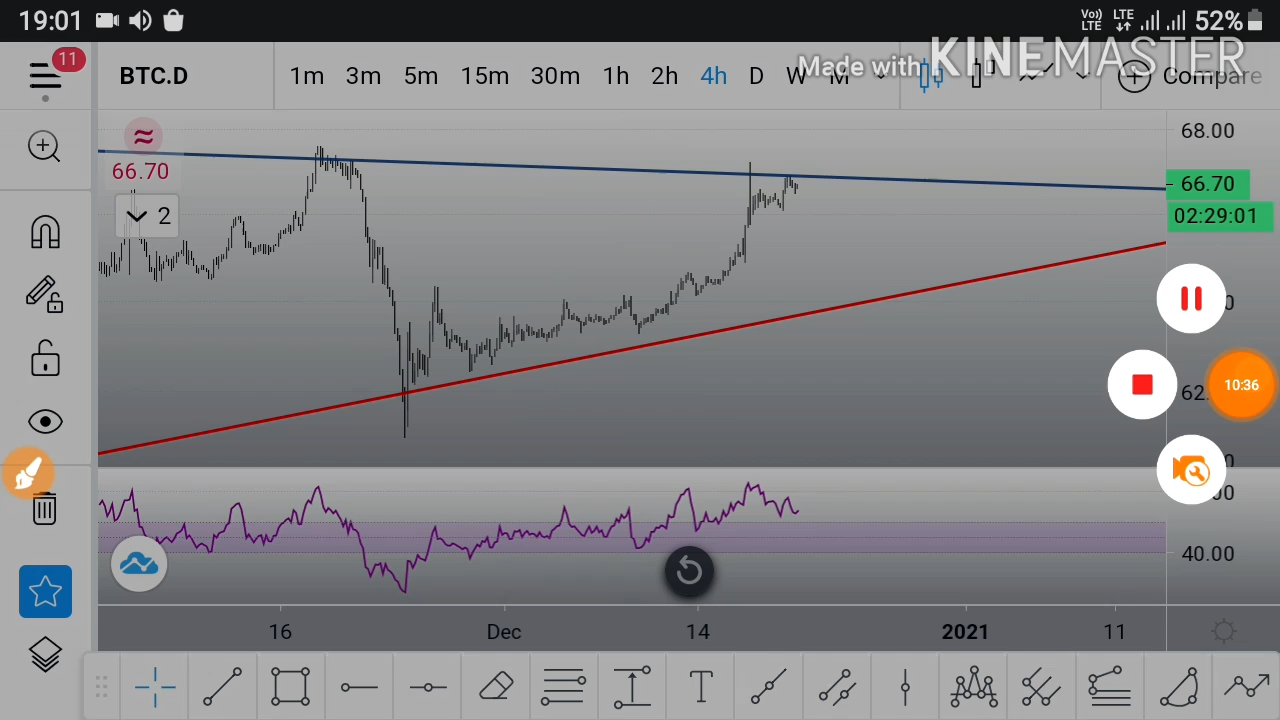 19:01 Vo)) LTE LTE 52%
Made with KINEMASTER
11 BTC.D 1m 3m 5m 15m 30m 1h 2h 4h D W M Compare
68.00
66.70
66.70
02:29:01
2
10:36
40.00
16 Dec 14 2021 11
T